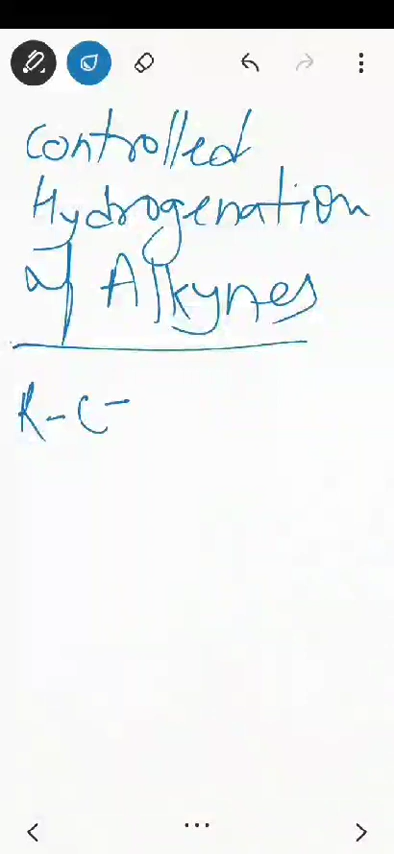 Controlled
Hydrogenation
of Alkynes
R-C-